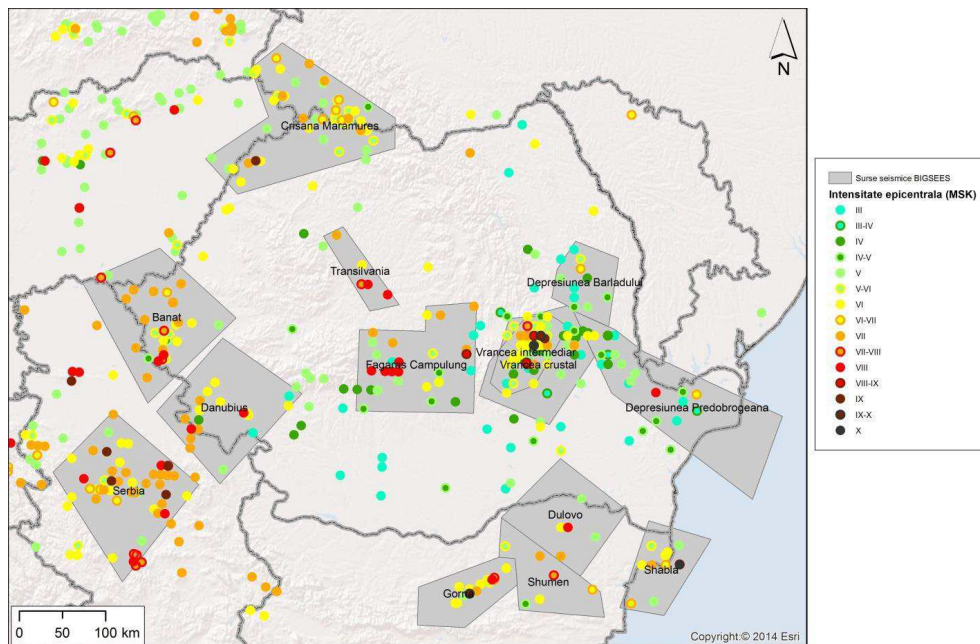 N
Crisana Maramures
Transilvania
Depresiunea Barladului
Banat
Vrancea intermediar
Vrancea crustal
Fagaras Campulung
Danubius
Depresiunea Predobrogeana
Serbia
Dulovo
Shabla
Shumen
Gorna
0 50 100 km
Copyright:© 2014 Esri
Surse seismice BIGSEES
Intensitate epicentrala (MSK)
III
III-IV
IV
IV-V
V
V-VI
VI
VI-VII
VII
VII-VIII
VIII
VIII-IX
IX
IX-X
X